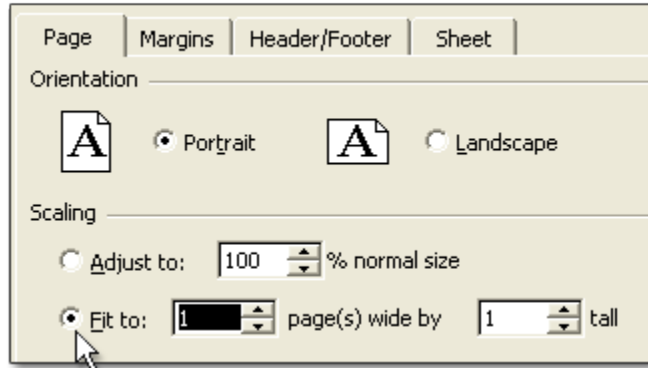 Page Margins Header/Footer Sheet
Orientation
A Portrait A Landscape
Scaling
Adjust to: 100 % normal size
Fit to: 1 page(s) wide by 1 tall